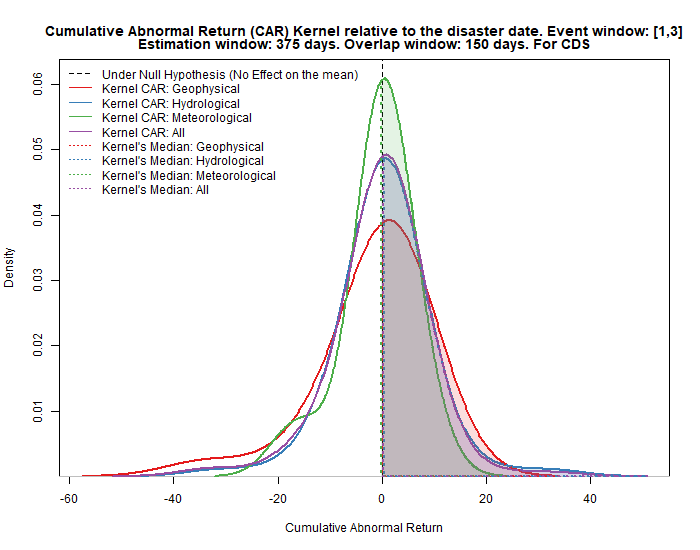 Cumulative Abnormal Return (CAR) Kernel relative to the disaster date. Event window: [1,3]
Estimation window: 375 days. Overlap window: 150 days. For CDS
Under Null Hypothesis (No Effect on the mean)
Kernel CAR: Geophysical
Kernel CAR: Hydrological
Kernel CAR: Meteorological
Kernel CAR: All
Kernel's Median: Geophysical
Kernel's Median: Hydrological
Kernel's Median: Meteorological
Kernel's Median: All
Density
0.06
0.05
0.04
0.03
0.02
0.01
-60 -40 -20 0 20 40
Cumulative Abnormal Return